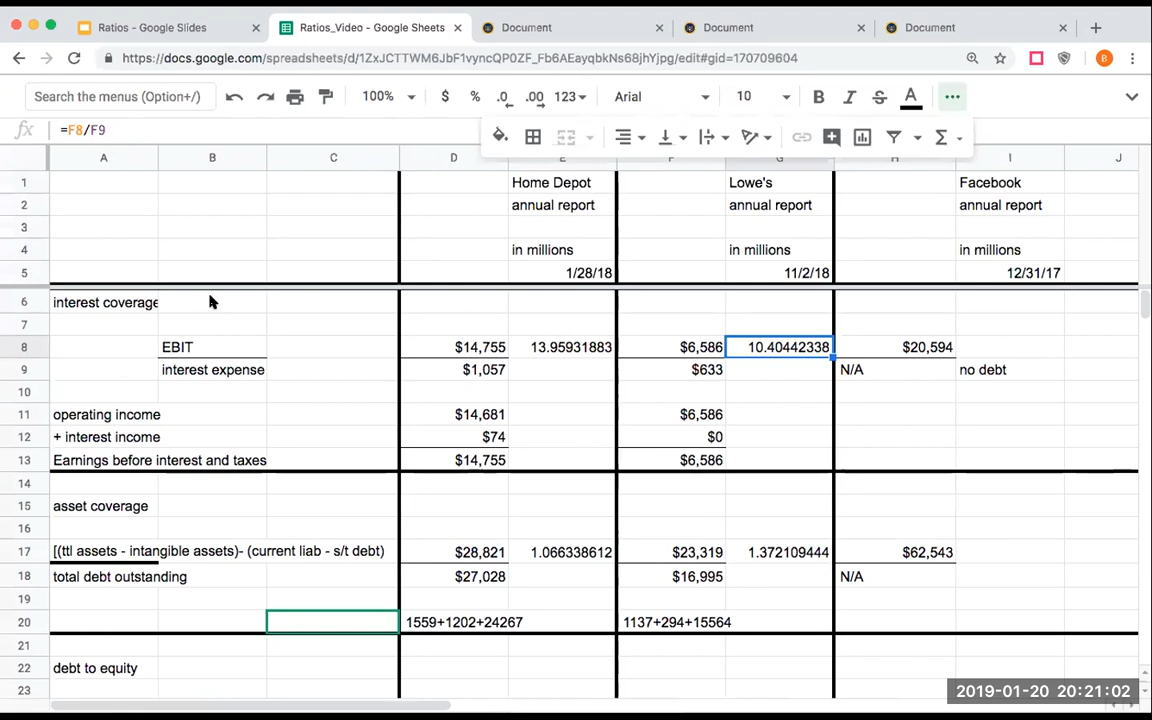 Ratios - Google Slides Ratios_Video - Google Sheets Document Document Document
https://docs.google.com/spreadsheets/d/1ZxJCTTWM6JbF1vyncQP0ZF_Fb6AEayqbkNs68jhYjpg/edit#gid=170709604 B
Search the menus (Option+/) 100% $ % .0 .00 123 Arial 10 B I S A
fx =F8/F9
A B C D E F G H I J
1 Home Depot Lowe's Facebook
2 annual report annual report annual report
3
4 in millions in millions in millions
5 1/28/18 11/2/18 12/31/17
6 interest coverage
7
8 EBIT $14,755 13.95931883 $6,586 10.40442338 $20,594
9 interest expense $1,057 $633 N/A no debt
10
11 operating income $14,681 $6,586
12 + interest income $74 $0
13 Earnings before interest and taxes $14,755 $6,586
14
15 asset coverage
16
17 [(ttl assets - intangible assets)- (current liab - s/t debt) $28,821 1.066338612 $23,319 1.372109444 $62,543
18 total debt outstanding $27,028 $16,995 N/A
19
20 1559+1202+24267 1137+294+15564
21
22 debt to equity
23
2019-01-20 20:21:02